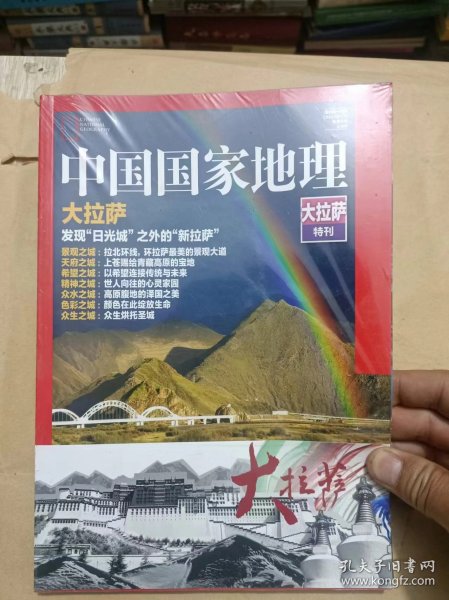 CHINESE
NATIONAL
GEOGRAPHY
中国国家地理
大拉萨
特刊
大拉萨
发现“日光城”之外的“新拉萨”
景观之城：拉北环线，环拉萨最美的景观大道
天府之城：上苍赐给青藏高原的宝地
希望之城：以希望连接传统与未来
精神之城：世人向往的心灵家园
众水之城：高原腹地的泽国之美
色彩之城：颜色在此绽放生命
众生之城：众生烘托圣城
大拉萨
孔夫子旧书网
www.kongfz.com